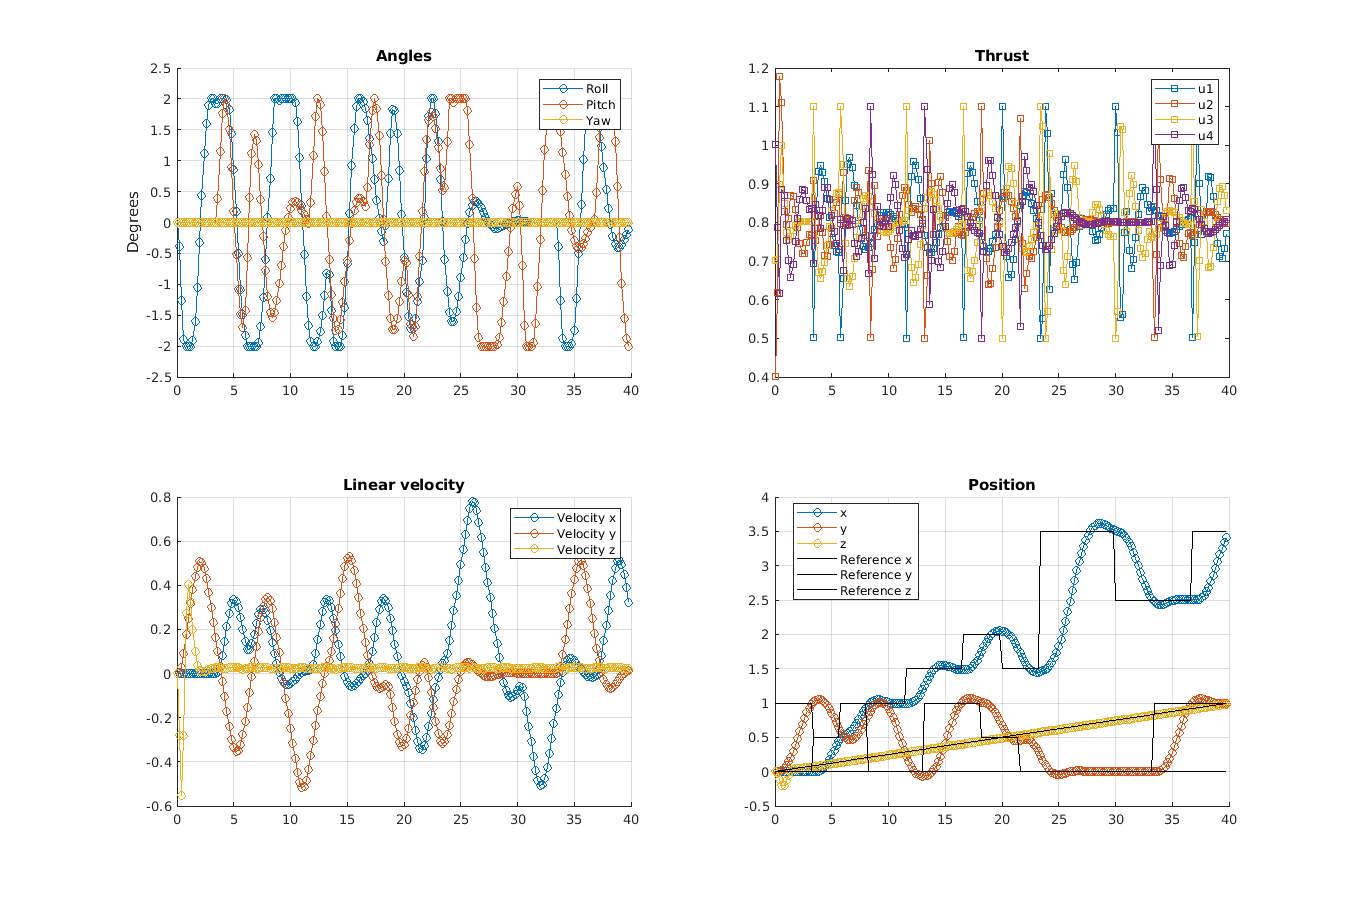 Angles
2.5
2
1.5
1
0.5
0
-0.5
-1
-1.5
-2
-2.5
Degrees
0 5 10 15 20 25 30 35 40
Roll
Pitch
Yaw
Thrust
1.2
1.1
1
0.9
0.8
0.7
0.6
0.5
0.4
0 5 10 15 20 25 30 35 40
u1
u2
u3
u4
Linear velocity
0.8
0.6
0.4
0.2
0
-0.2
-0.4
-0.6
0 5 10 15 20 25 30 35 40
Velocity x
Velocity y
Velocity z
Position
4
3.5
3
2.5
2
1.5
1
0.5
0
-0.5
0 5 10 15 20 25 30 35 40
x
y
z
Reference x
Reference y
Reference z